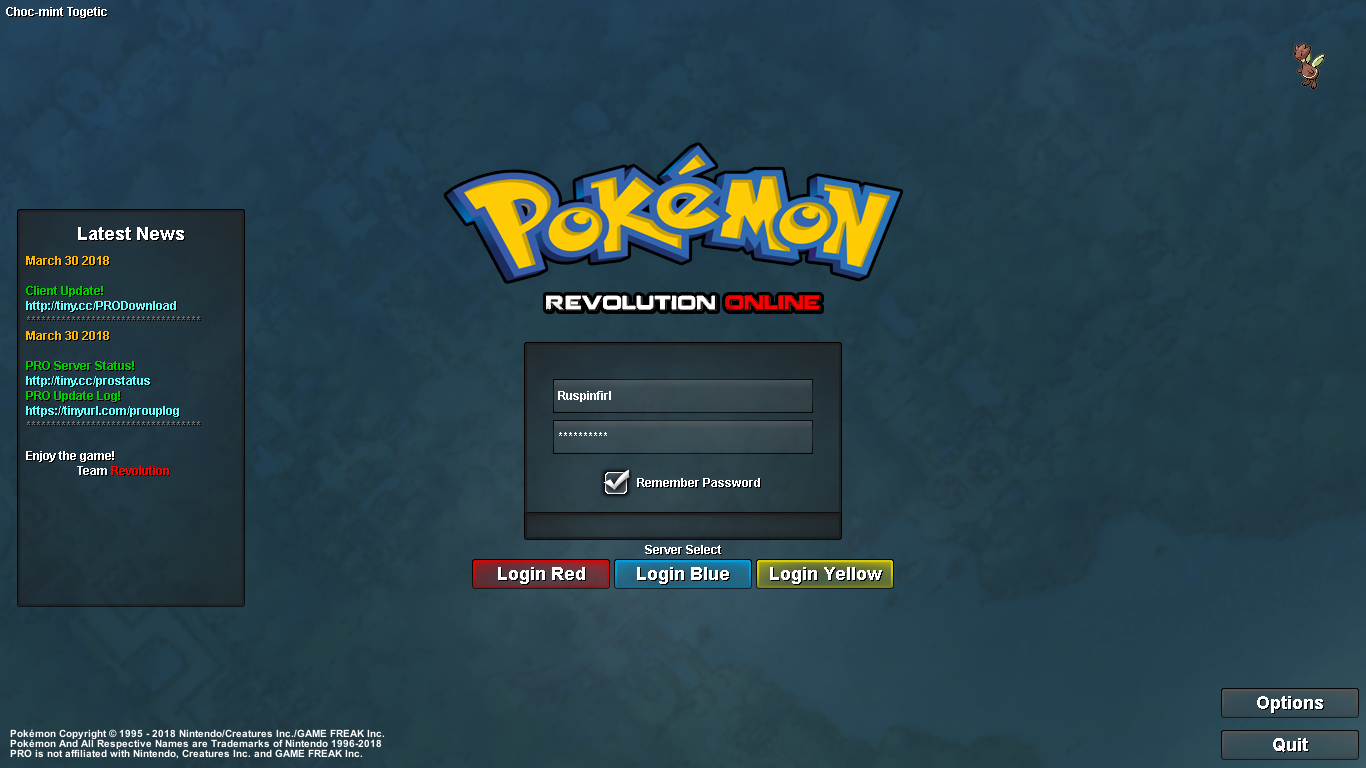 Choc-mint Togetic
Pokémon
REVOLUTION ONLINE
Latest News
March 30 2018
Client Update!
http://tiny.cc/PRODownload
***********************************
March 30 2018
PRO Server Status!
http://tiny.cc/prostatus
PRO Update Log!
https://tinyurl.com/prouplog
***********************************
Enjoy the game!
Team Revolution
Ruspinfirl
**********
Remember Password
Server Select
Login Red
Login Blue
Login Yellow
Options
Quit
Pokémon Copyright © 1995 - 2018 Nintendo/Creatures Inc./GAME FREAK Inc.
Pokémon And All Respective Names are Trademarks of Nintendo 1996-2018
PRO is not affiliated with Nintendo, Creatures Inc. and GAME FREAK Inc.